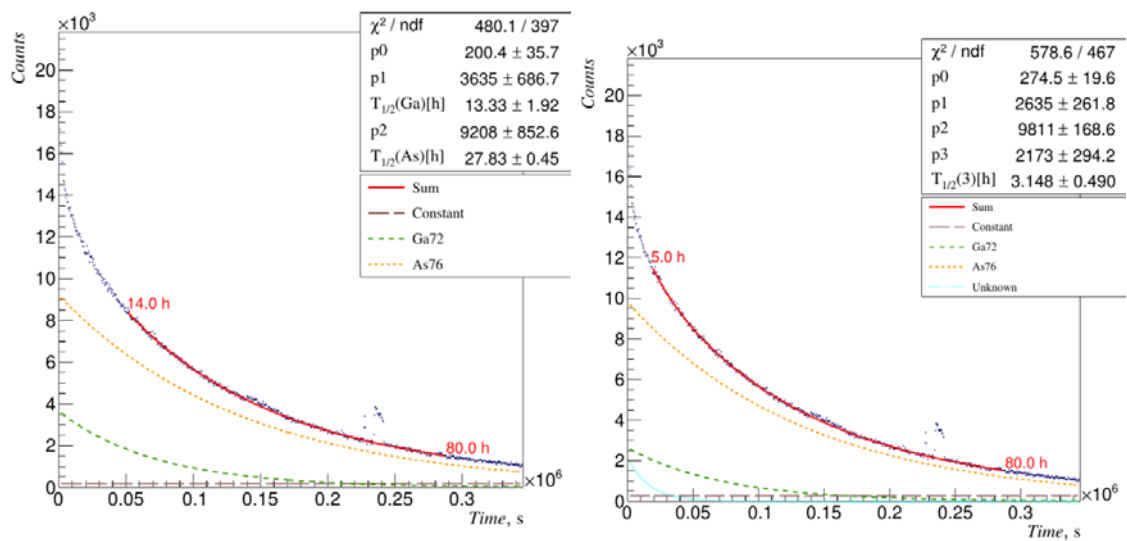 ×10³
Counts
20
18
16
14
12
10
8
6
4
2
0
χ² / ndf 480.1 / 397
p0 200.4 ± 35.7
p1 3635 ± 686.7
T1/2(Ga)[h] 13.33 ± 1.92
p2 9208 ± 852.6
T1/2(As)[h] 27.83 ± 0.45
Sum
Constant
Ga72
As76
14.0 h
80.0 h
0 0.05 0.1 0.15 0.2 0.25 0.3
×10⁶
Time, s
×10³
Counts
20
18
16
14
12
10
8
6
4
2
0
χ² / ndf 578.6 / 467
p0 274.5 ± 19.6
p1 2635 ± 261.8
p2 9811 ± 168.6
p3 2173 ± 294.2
T1/2(3)[h] 3.148 ± 0.490
Sum
Constant
Ga72
As76
Unknown
5.0 h
80.0 h
0 0.05 0.1 0.15 0.2 0.25 0.3
×10⁶
Time, s